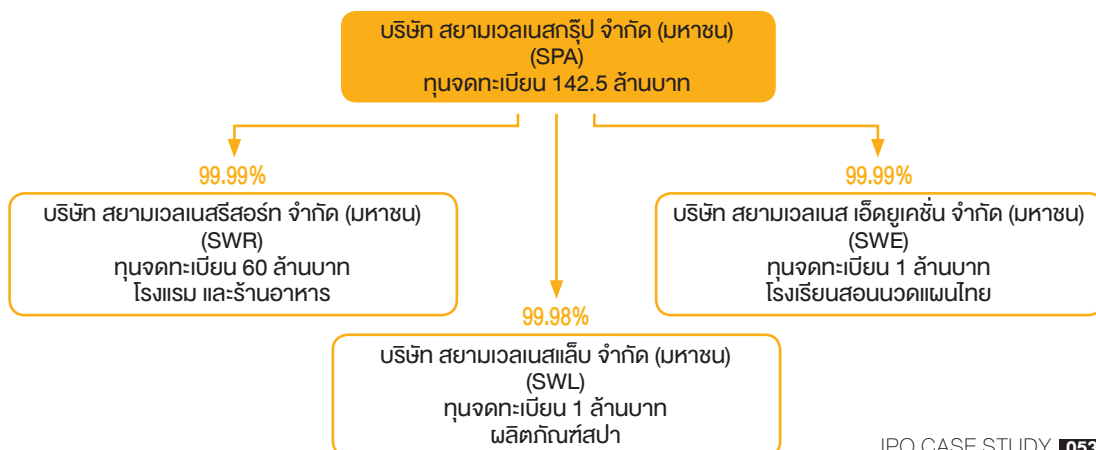 บริษัท สยามเวลเนสกรุ๊ป จำกัด (มหาชน)
(SPA)
ทุนจดทะเบียน 142.5 ล้านบาท
99.99%
บริษัท สยามเวลเนสรีสอร์ท จำกัด (มหาชน)
(SWR)
ทุนจดทะเบียน 60 ล้านบาท
โรงแรม และร้านอาหาร
99.99%
บริษัท สยามเวลเนส เอ็ดยูเคชั่น จำกัด (มหาชน)
(SWE)
ทุนจดทะเบียน 1 ล้านบาท
โรงเรียนสอนนวดแผนไทย
99.98%
บริษัท สยามเวลเนสแล็บ จำกัด (มหาชน)
(SWL)
ทุนจดทะเบียน 1 ล้านบาท
ผลิตภัณฑ์สปา
IPO CASE STUDY 053